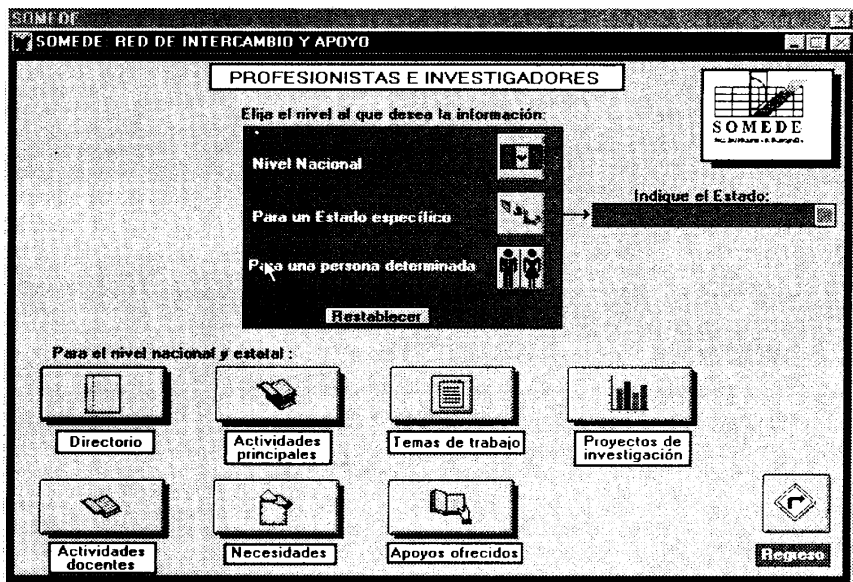 SOMEDE
SOMEDE: RED DE INTERCAMBIO Y APOYO
PROFESIONISTAS E INVESTIGADORES
Elija el nivel al que desea la información:
SOMEDE
Nivel Nacional
Indique el Estado:
Para un Estado específico
Para una persona determinada
Restablecer
Para el nivel nacional y estatal :
Directorio
Actividades
principales
Temas de trabajo
Proyectos de
investigación
Actividades
docentes
Necesidades
Apoyos ofrecidos
Regreso